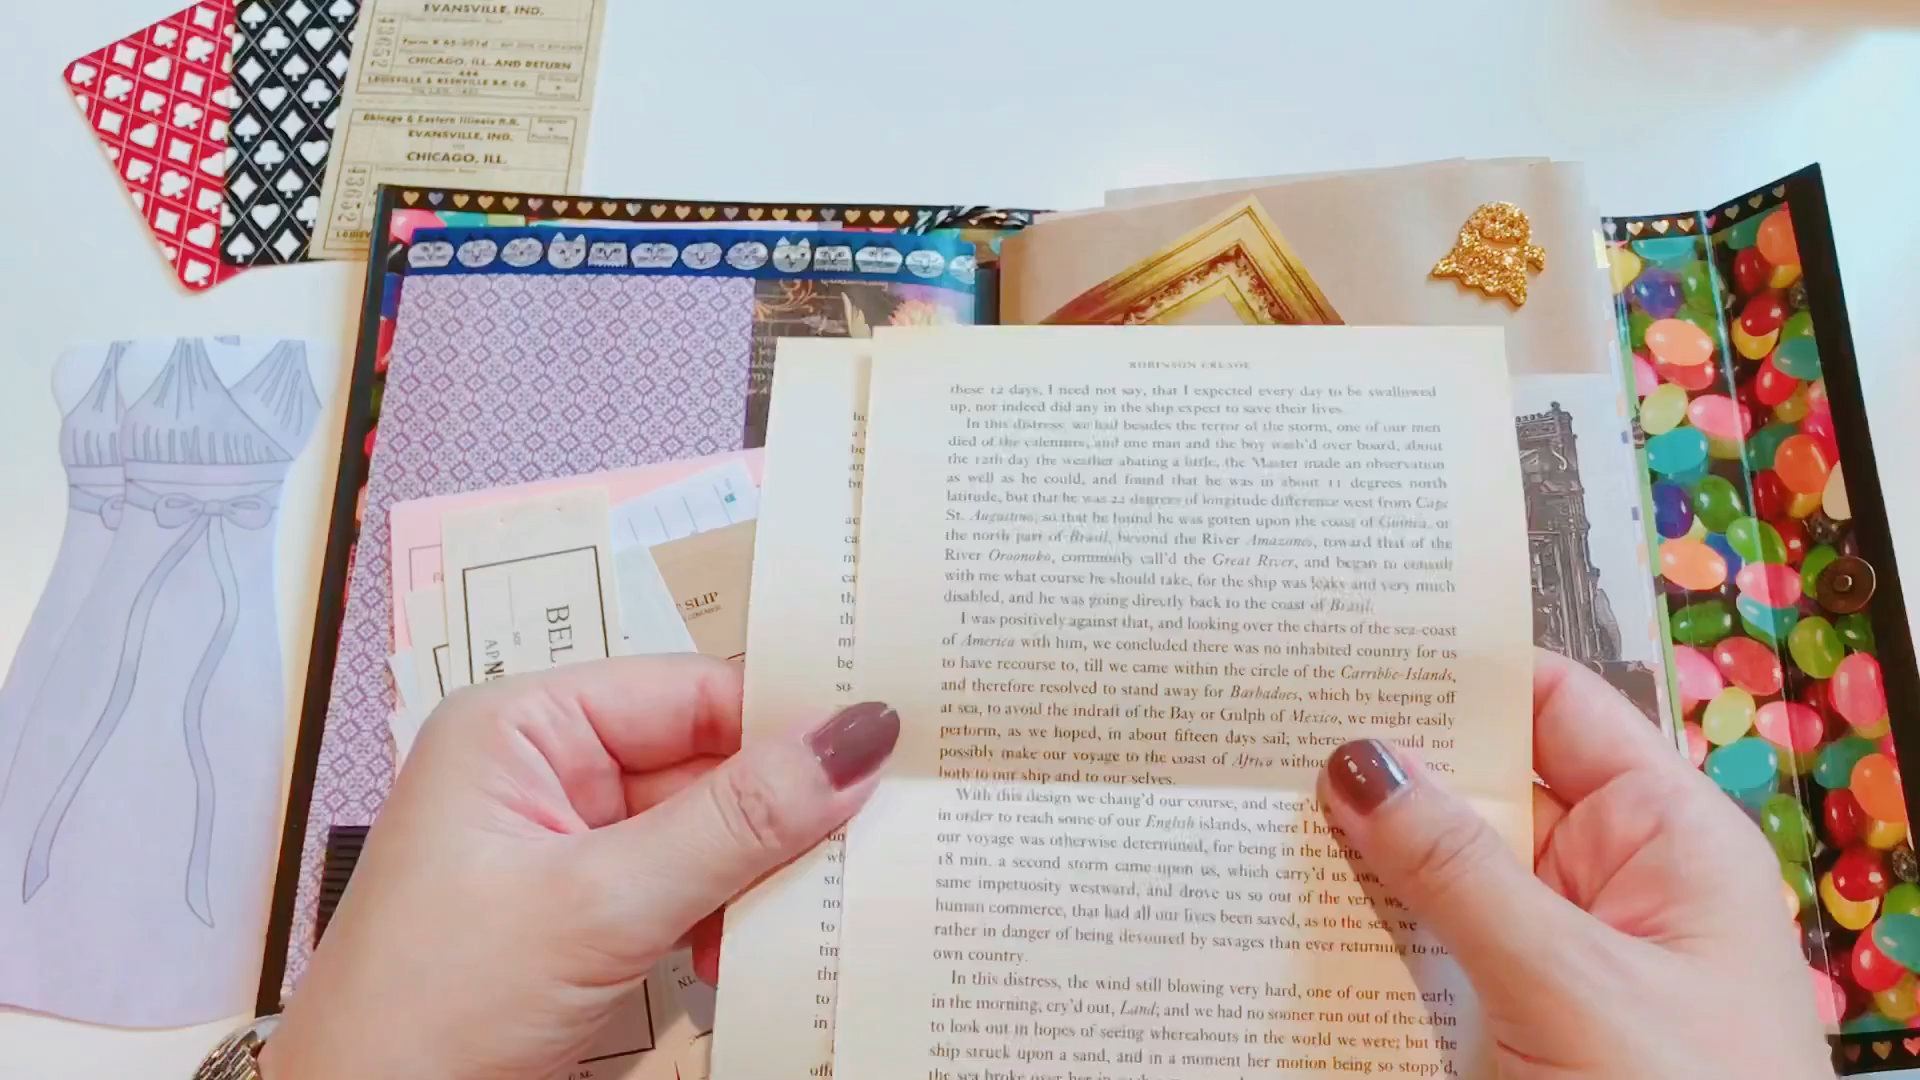 EVANSVILLE, IND.
CHICAGO, ILL. AND RETURN
LOUISVILLE & NASHVILLE R.R. CO.
Chicago & Eastern Illinois R.R.
EVANSVILLE, IND.
TO
CHICAGO, ILL.
3652
3652
SLIP
BEL
ROBINSON CRUSOE
these 12 days, I need not say, that I expected every day to be swallowed
up, nor indeed did any in the ship expect to save their lives.
In this distress, we had besides the terror of the storm, one of our men
died of the calenture, and one man and the boy wash'd over board, about
the 12th day the weather abating a little, the Master made an observation
as well as he could, and found that he was in about 11 degrees north
latitude, but that he was 22 degrees of longitude difference west from Cape
St. Augustino; so that he found he was gotten upon the coast of Guinea, or
the north part of Brasil, beyond the River Amazones, toward that of the
River Oroonoko, commonly call'd the Great River, and began to consult
with me what course he should take, for the ship was leaky and very much
disabled, and he was going directly back to the coast of Brasil.
I was positively against that, and looking over the charts of the sea-coast
of America with him, we concluded there was no inhabited country for us
to have recourse to, till we came within the circle of the Carribbe-Islands,
and therefore resolved to stand away for Barbadoes, which by keeping off
at sea, to avoid the indraft of the Bay or Gulph of Mexico, we might easily
perform, as we hoped, in about fifteen days sail; could not
possibly make our voyage to the coast of Africa
both to our ship and to our selves.
With this design we chang'd our course, and steer'd
in order to reach some of our English islands, where I
our voyage was otherwise determined, for being in the
18 min. a second storm came upon us, which carry'd us
same impetuosity westward, and drove us so out of the very
human commerce, that had all our lives been saved, as to the sea, we
rather in danger of being devoured by savages than ever returning to
own country.
In this distress, the wind still blowing very hard, one of our men early
in the morning, cry'd out, Land; and we had no sooner run out of the cabin
to look out in hopes of seeing whereabouts in the world we were; but the
ship struck upon a sand, and in a moment her motion being so stopp'd,
the sea broke over her in